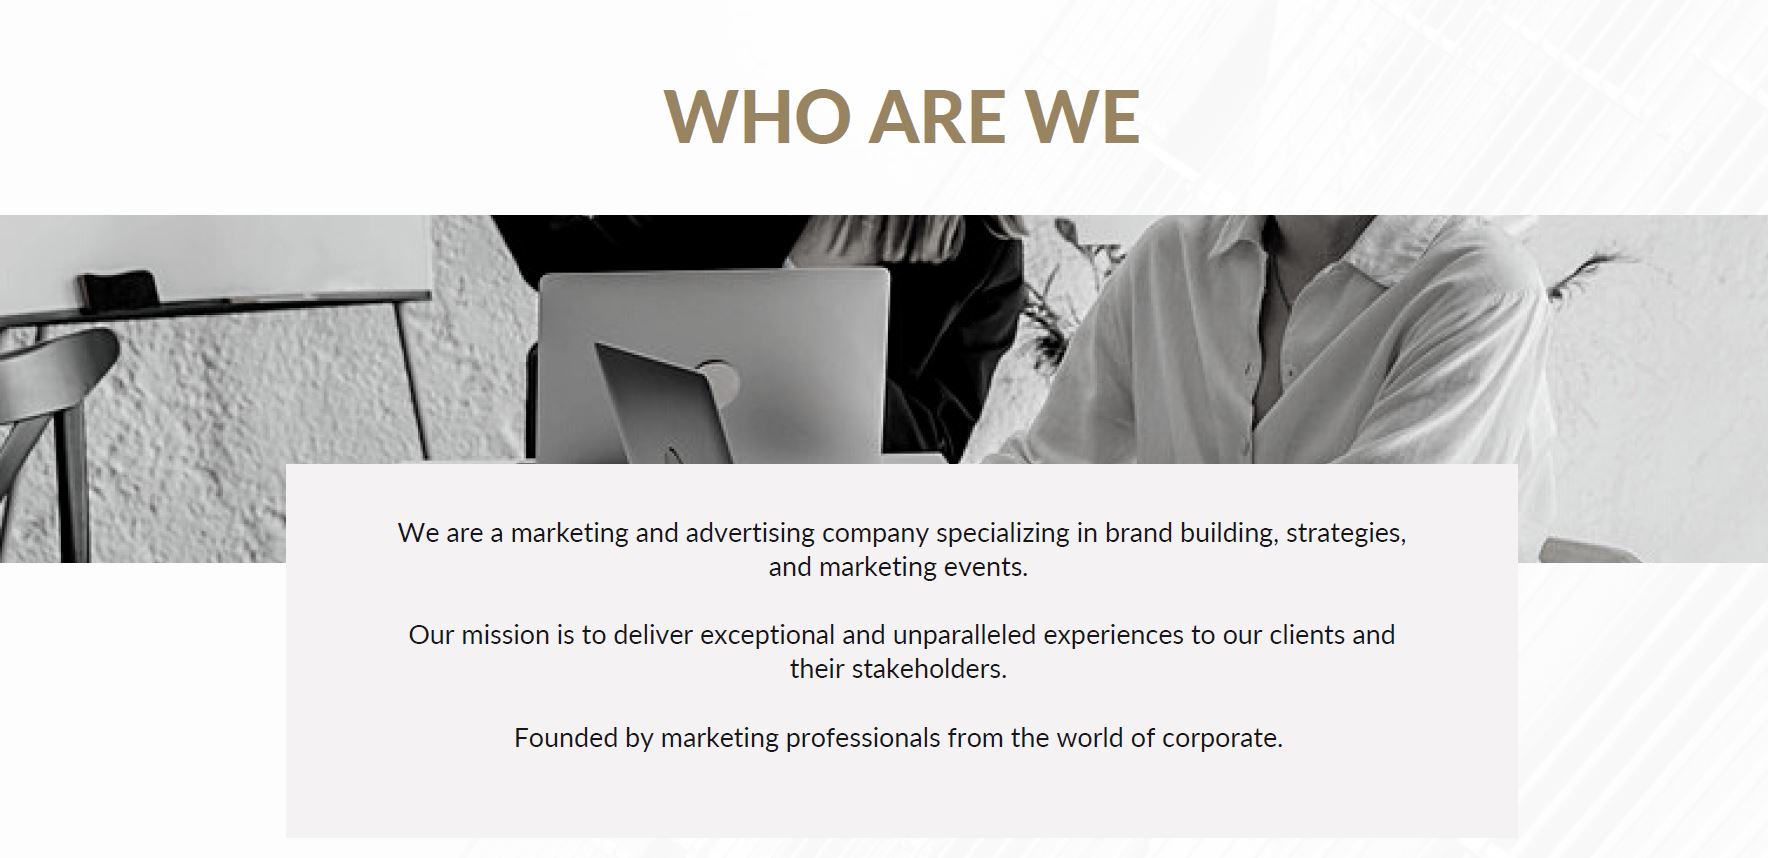 WHO ARE WE
We are a marketing and advertising company specializing in brand building, strategies,
and marketing events.
Our mission is to deliver exceptional and unparalleled experiences to our clients and
their stakeholders.
Founded by marketing professionals from the world of corporate.